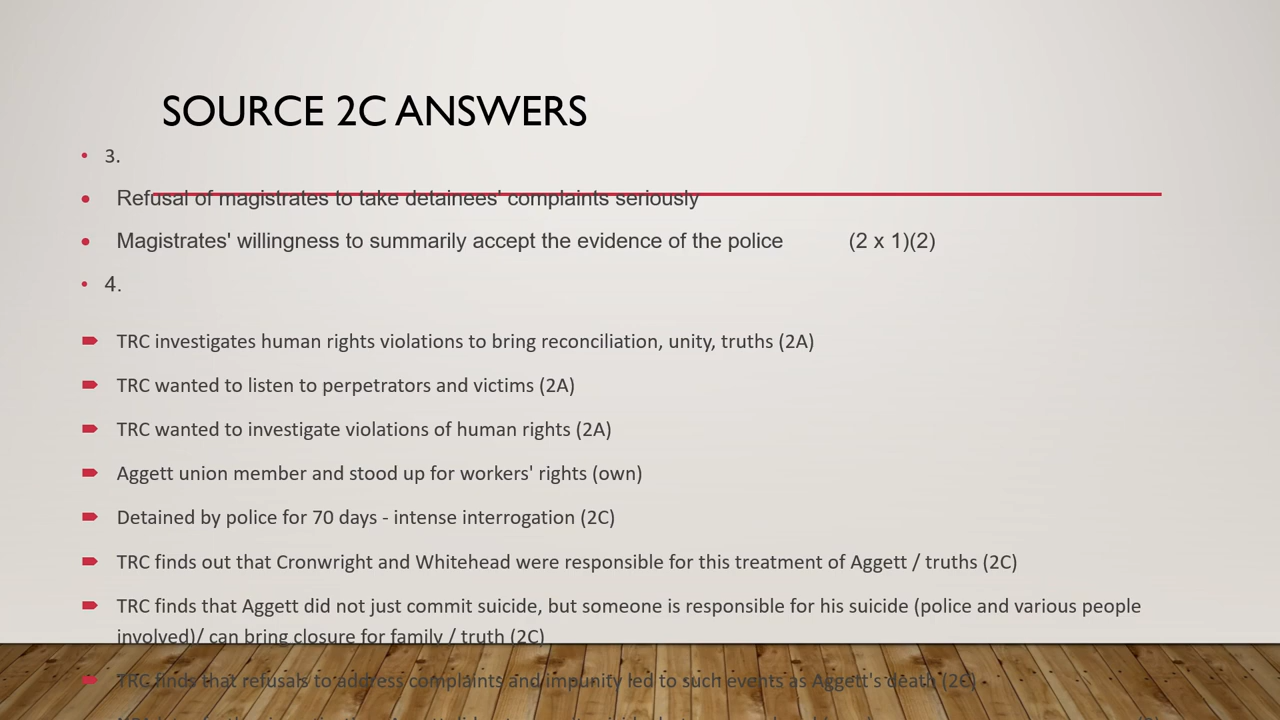 SOURCE 2C ANSWERS
3.
Refusal of magistrates to take detainees' complaints seriously
Magistrates' willingness to summarily accept the evidence of the police (2 x 1)(2)
4.
TRC investigates human rights violations to bring reconciliation, unity, truths (2A)
TRC wanted to listen to perpetrators and victims (2A)
TRC wanted to investigate violations of human rights (2A)
Aggett union member and stood up for workers' rights (own)
Detained by police for 70 days - intense interrogation (2C)
TRC finds out that Cronwright and Whitehead were responsible for this treatment of Aggett / truths (2C)
TRC finds that Aggett did not just commit suicide, but someone is responsible for his suicide (police and various people
involved)/ can bring closure for family / truth (2C)
TRC finds that refusals to address complaints and impunity led to such events as Aggett's death (2C)